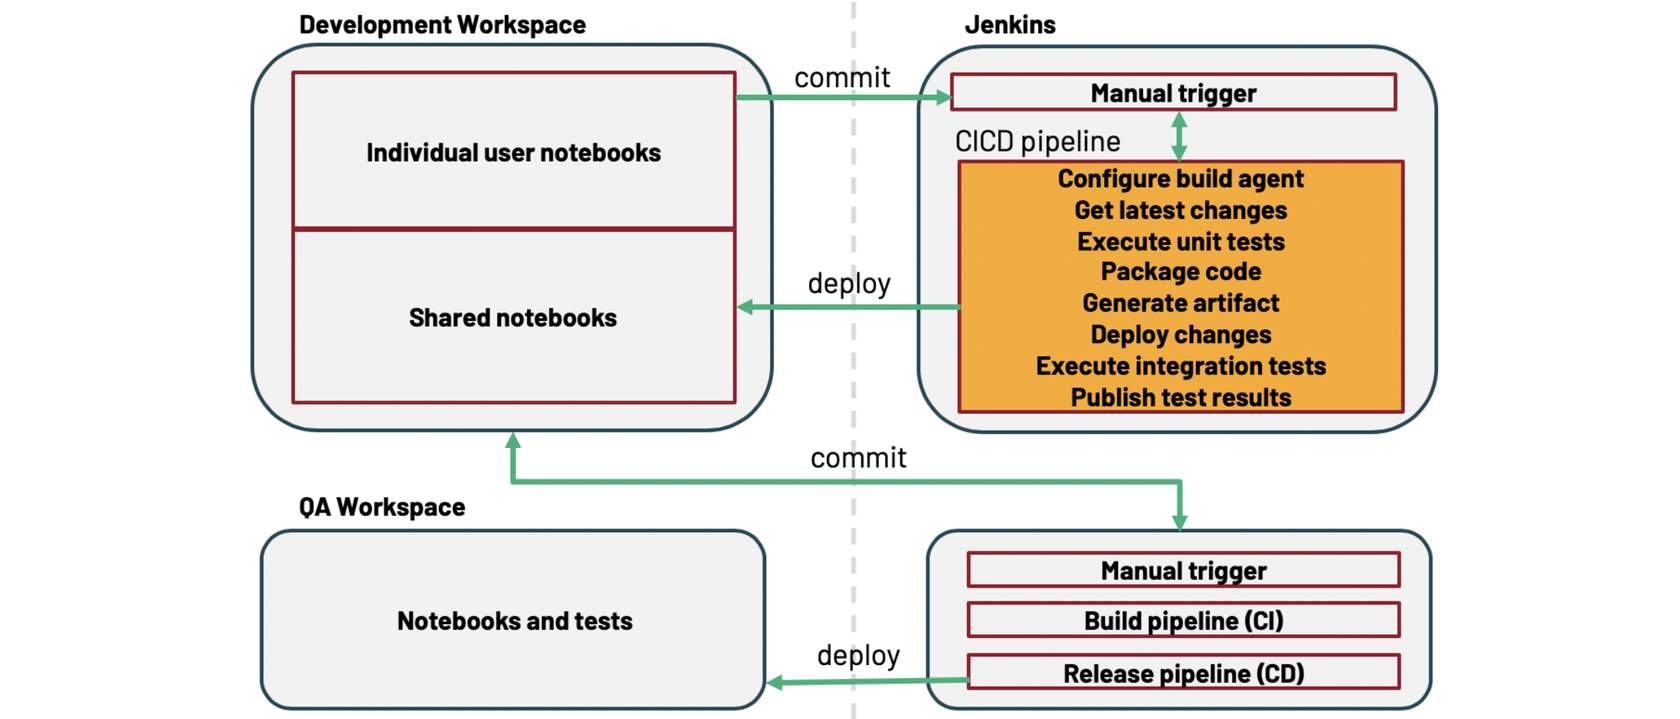 Development Workspace
Jenkins
commit
Manual trigger
Individual user notebooks
CICD pipeline
Configure build agent
Get latest changes
Execute unit tests
Package code
Generate artifact
Deploy changes
Execute integration tests
Publish test results
deploy
Shared notebooks
commit
QA Workspace
Notebooks and tests
Manual trigger
Build pipeline (CI)
Release pipeline (CD)
deploy